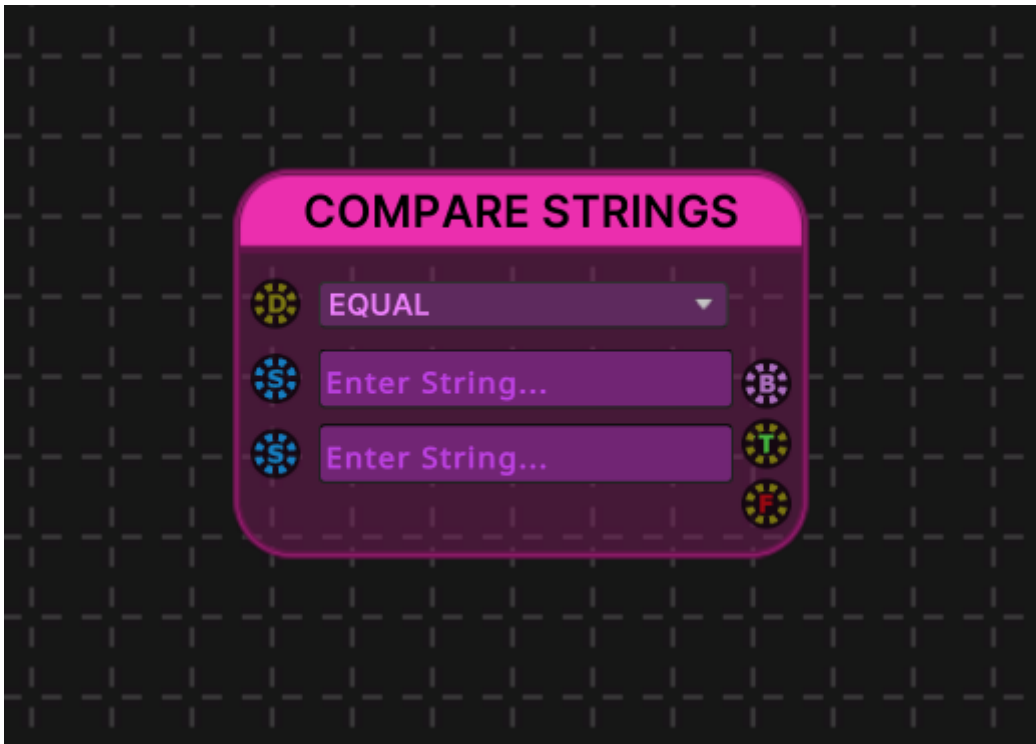 COMPARE STRINGS
D EQUAL
S Enter String...
B
S Enter String...
T
F